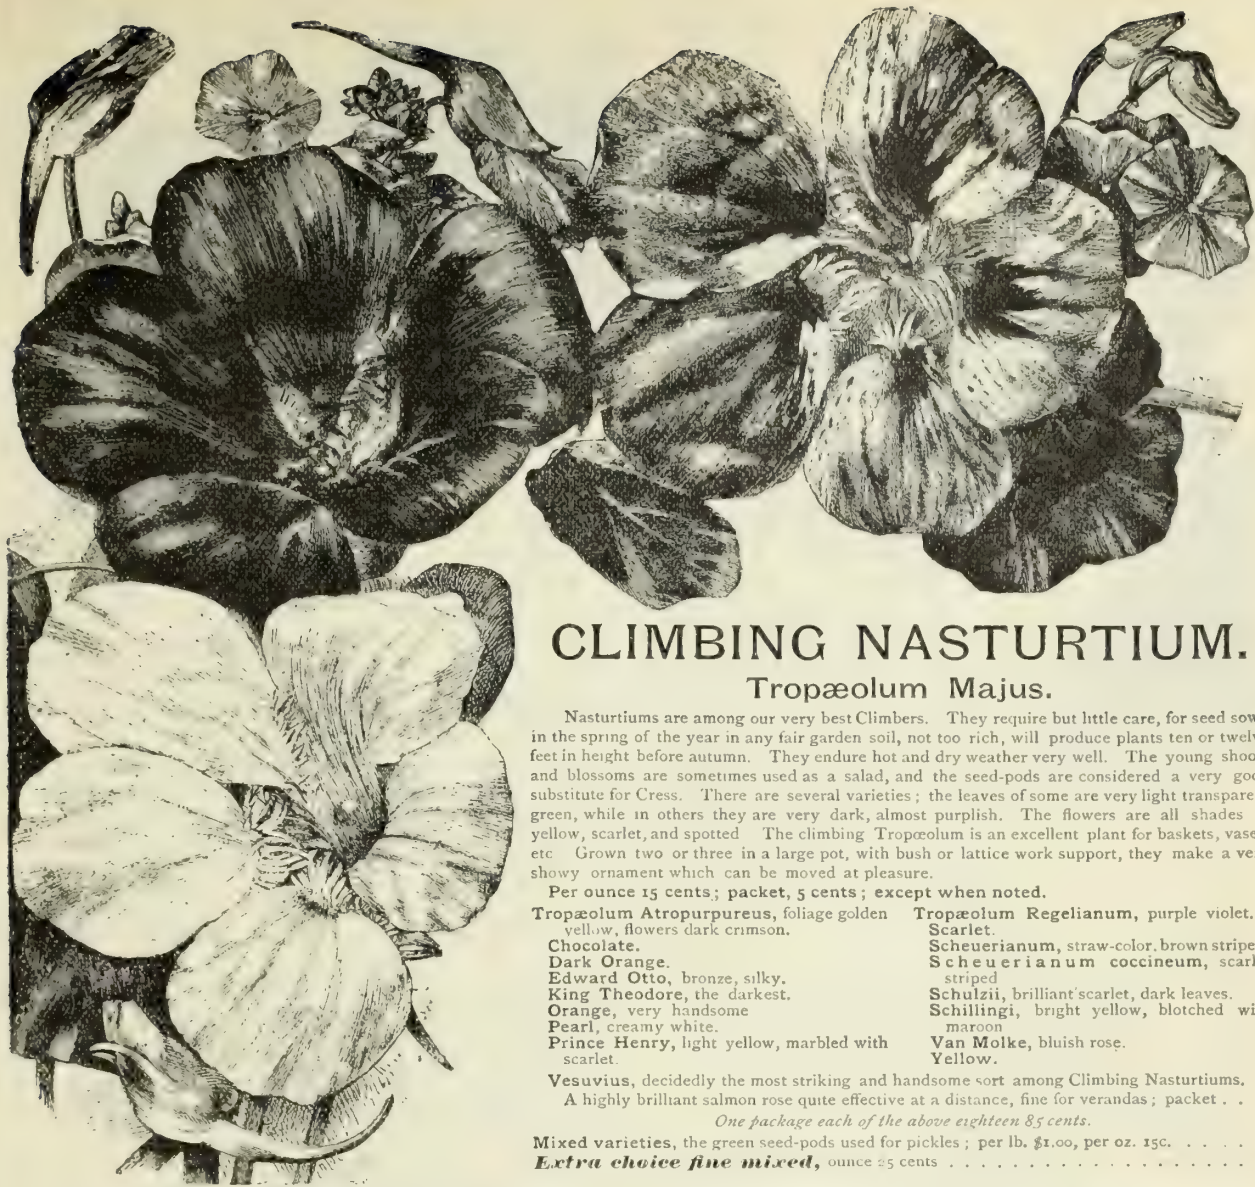 CLIMBING NASTURTIUM.
Tropæolum Majus.
Nasturtiums are among our very best Climbers. They require but little care, for seed sow
in the spring of the year in any fair garden soil, not too rich, will produce plants ten or twel
feet in height before autumn. They endure hot and dry weather very well. The young shoo
and blossoms are sometimes used as a salad, and the seed-pods are considered a very goo
substitute for Cress. There are several varieties; the leaves of some are very light transpare
green, while in others they are very dark, almost purplish. The flowers are all shades
yellow, scarlet, and spotted The climbing Tropœolum is an excellent plant for baskets, vase
etc Grown two or three in a large pot, with bush or lattice work support, they make a ve
showy ornament which can be moved at pleasure.
Per ounce 15 cents; packet, 5 cents; except when noted.
Tropæolum Atropurpureus, foliage golden
yellow, flowers dark crimson.
Chocolate.
Dark Orange.
Edward Otto, bronze, silky.
King Theodore, the darkest.
Orange, very handsome
Pearl, creamy white.
Prince Henry, light yellow, marbled with
scarlet.
Tropæolum Regelianum, purple violet.
Scarlet.
Scheuerianum, straw-color, brown stripe
Scheuerianum coccineum, scarl
striped
Schulzii, brilliant scarlet, dark leaves.
Schillingi, bright yellow, blotched wi
maroon
Van Molke, bluish rose.
Yellow.
Vesuvius, decidedly the most striking and handsome sort among Climbing Nasturtiums.
A highly brilliant salmon rose quite effective at a distance, fine for verandas; packet . .
One package each of the above eighteen 85 cents.
Mixed varieties, the green seed-pods used for pickles; per lb. $1.00, per oz. 15c. . . . .
Extra choice fine mixed, ounce 25 cents . . . . . . . . . . . . . . . . . .